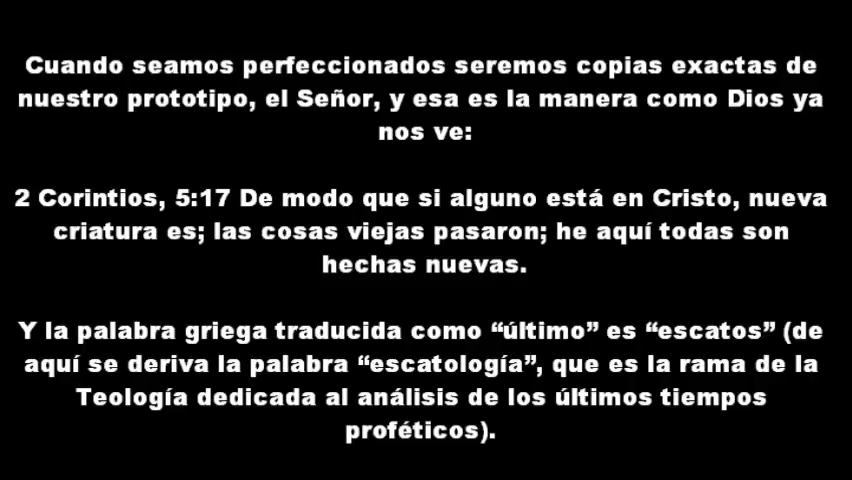 Cuando seamos perfeccionados seremos copias exactas de
nuestro prototipo, el Señor, y esa es la manera como Dios ya
nos ve:
2 Corintios, 5:17 De modo que si alguno está en Cristo, nueva
criatura es; las cosas viejas pasaron; he aquí todas son
hechas nuevas.
Y la palabra griega traducida como “último” es “escatos” (de
aquí se deriva la palabra “escatología”, que es la rama de la
Teología dedicada al análisis de los últimos tiempos
proféticos).